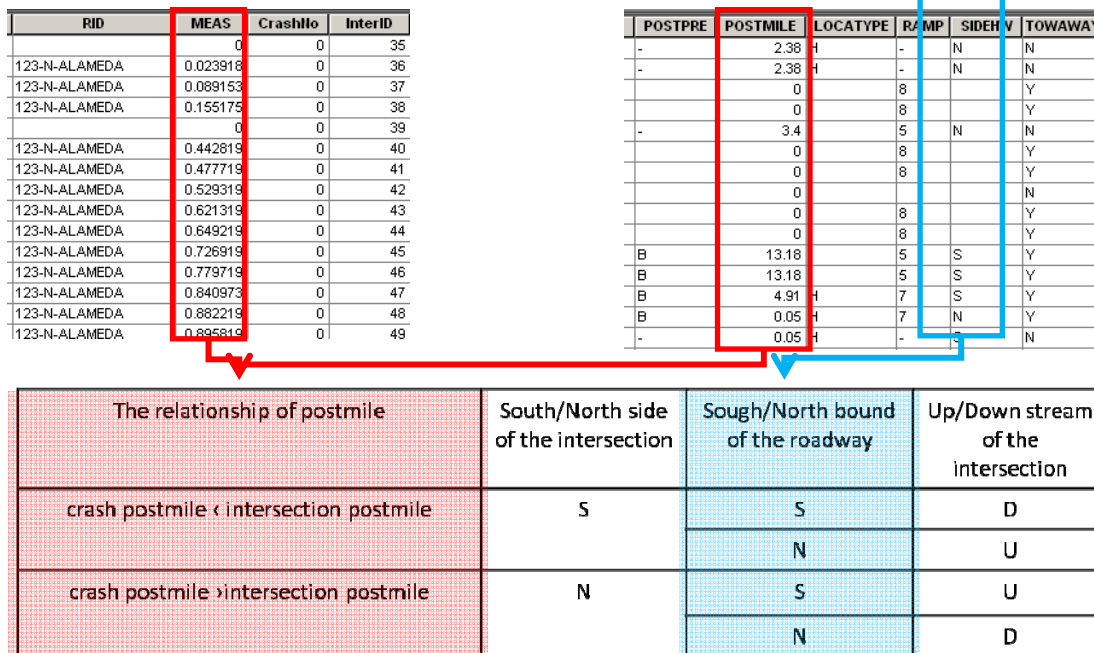 RID MEAS CrashNo InterID
0 0 35
123-N-ALAMEDA 0.023918 0 36
123-N-ALAMEDA 0.089153 0 37
123-N-ALAMEDA 0.155175 0 38
0 0 39
123-N-ALAMEDA 0.442819 0 40
123-N-ALAMEDA 0.477719 0 41
123-N-ALAMEDA 0.529319 0 42
123-N-ALAMEDA 0.621319 0 43
123-N-ALAMEDA 0.649219 0 44
123-N-ALAMEDA 0.726919 0 45
123-N-ALAMEDA 0.779719 0 46
123-N-ALAMEDA 0.840973 0 47
123-N-ALAMEDA 0.882219 0 48
123-N-ALAMEDA 0.895819 0 49
POSTPRE POSTMILE LOCATYPE RAMP SIDEHW TOWAWAY
- 2.38 H - N N
- 2.38 H - N N
0 8 Y
0 8 Y
- 3.4 5 N N
0 8 Y
0 8 Y
0 N
0 8 Y
0 8 Y
B 13.18 5 S Y
B 13.18 5 S Y
B 4.91 H 7 S Y
B 0.05 H 7 N Y
- 0.05 H - S N
The relationship of postmile
South/North side
of the intersection
Sough/North bound
of the roadway
Up/Down stream
of the
intersection
crash postmile < intersection postmile S S D
N U
crash postmile >intersection postmile N S U
N D